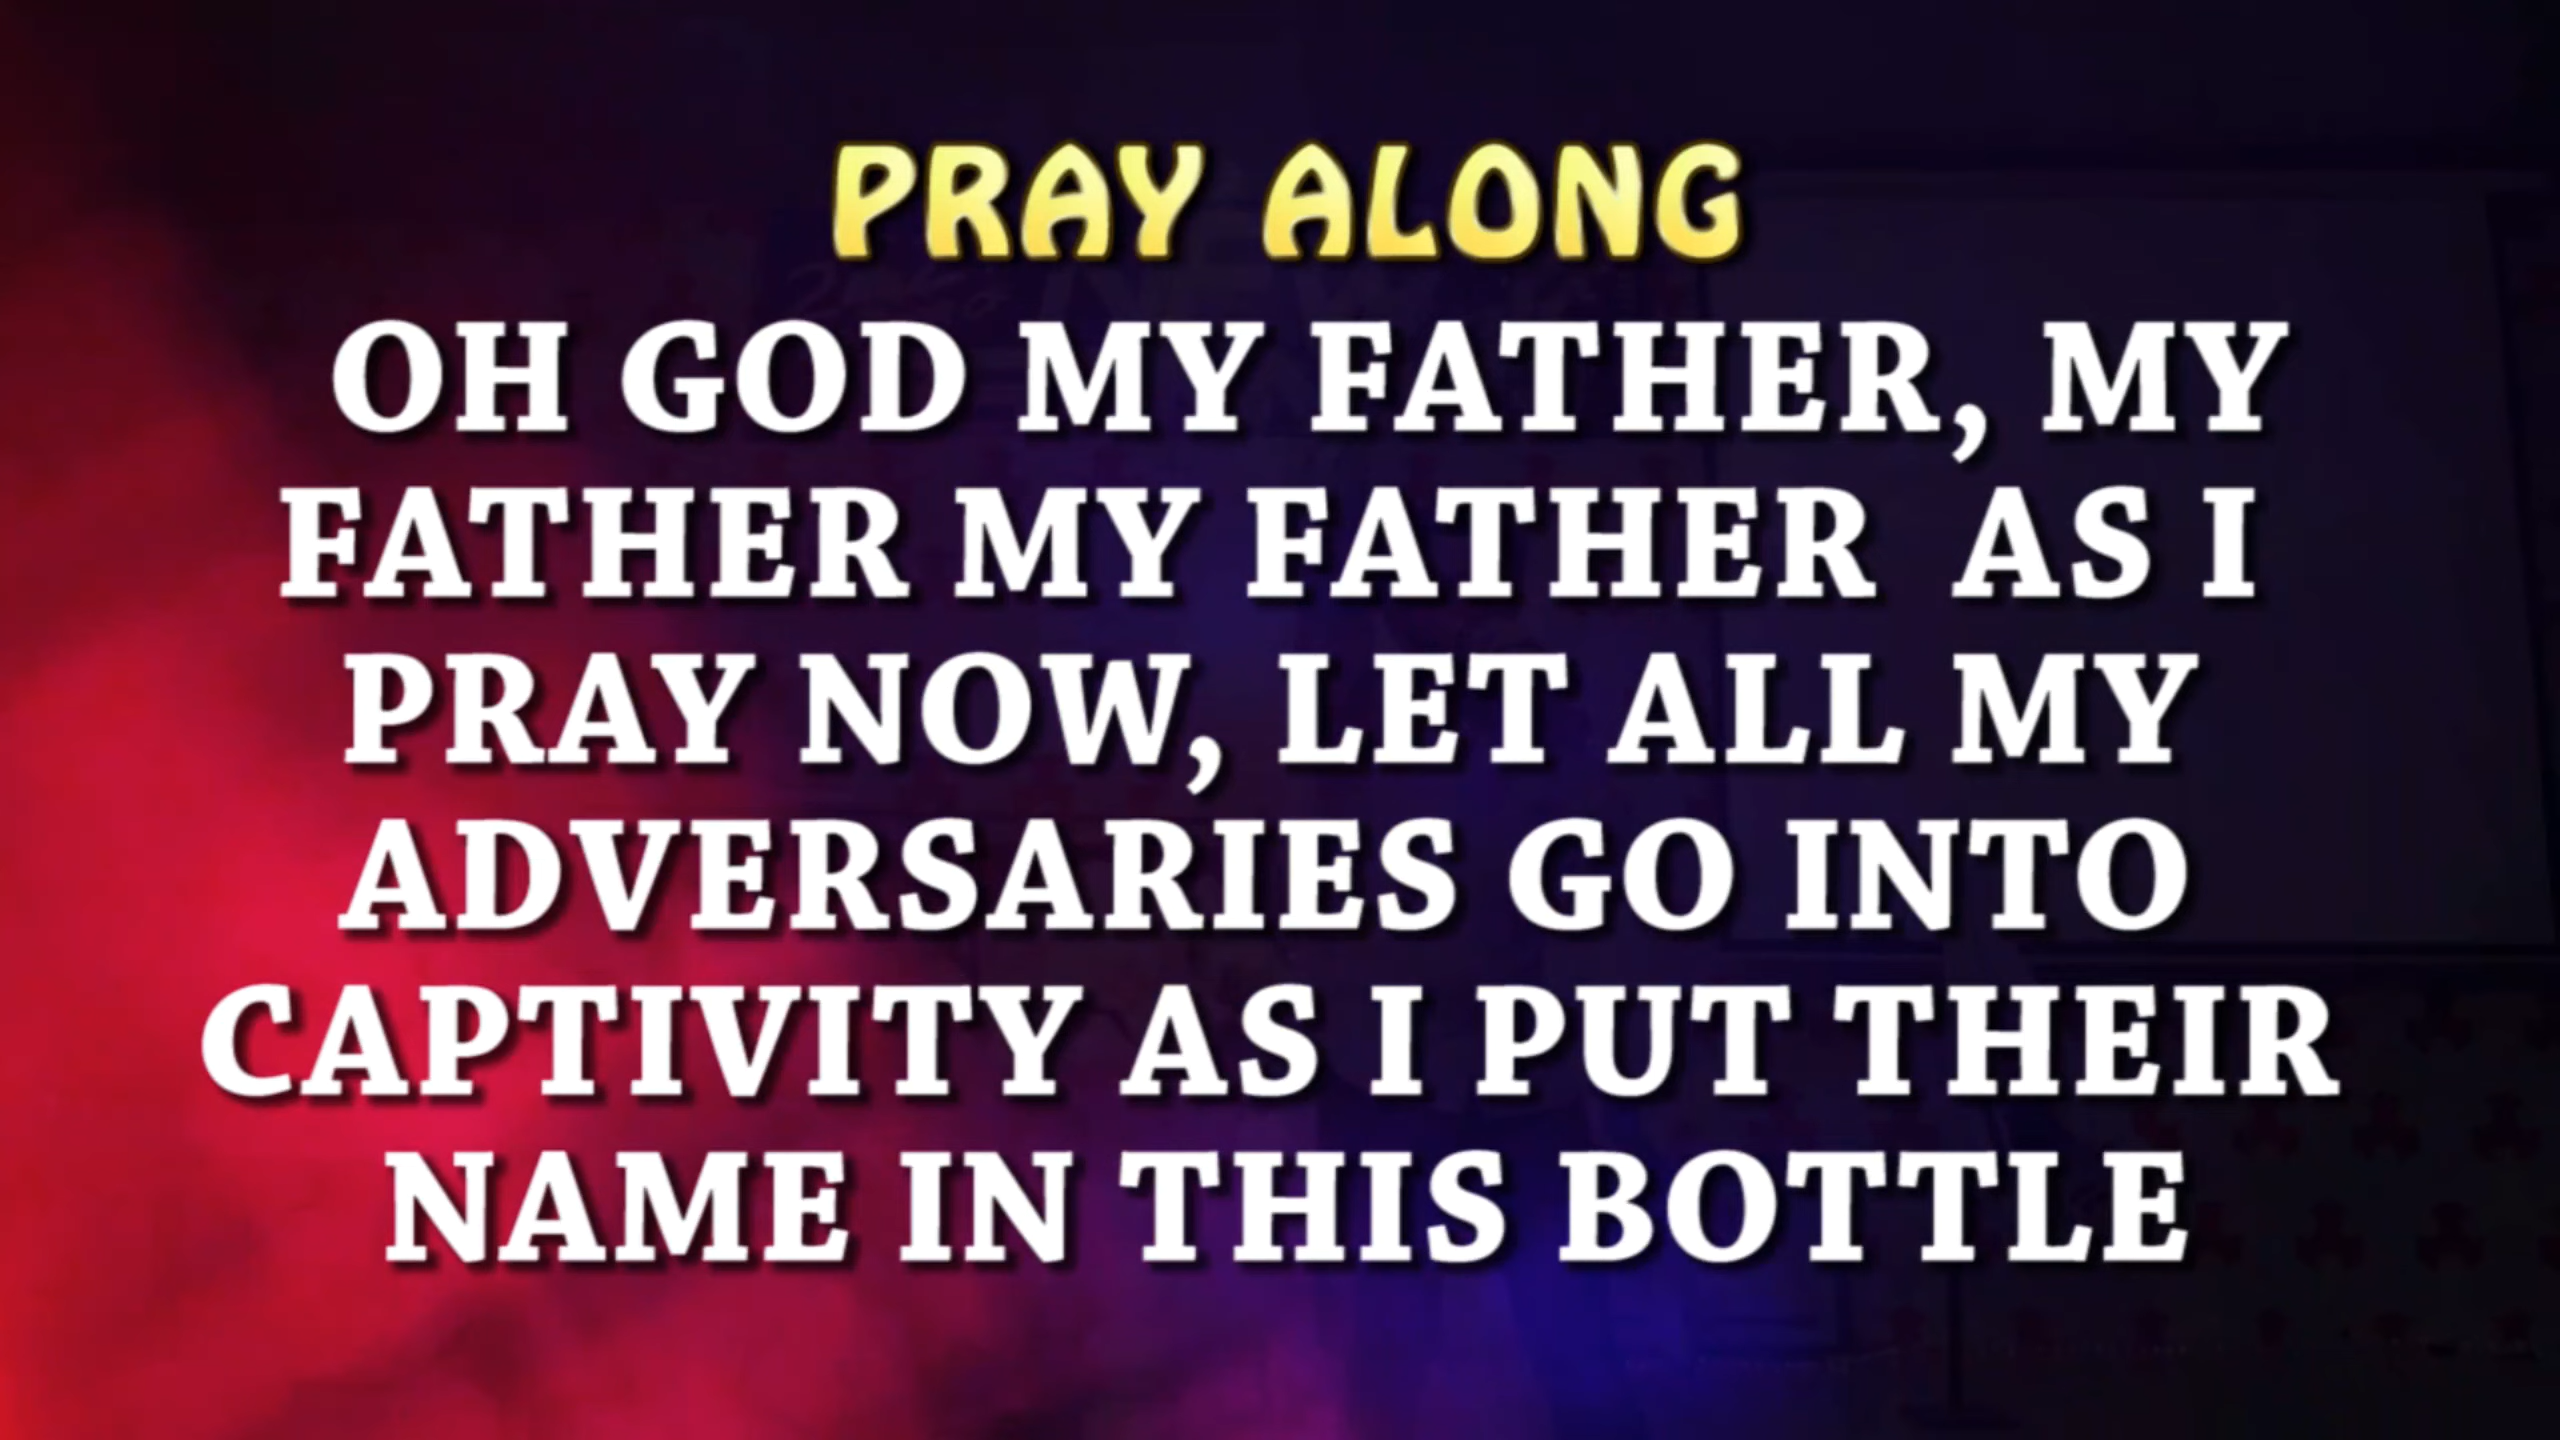 PRAY ALONG
OH GOD MY FATHER, MY
FATHER MY FATHER AS I
PRAY NOW, LET ALL MY
ADVERSARIES GO INTO
CAPTIVITY AS I PUT THEIR
NAME IN THIS BOTTLE